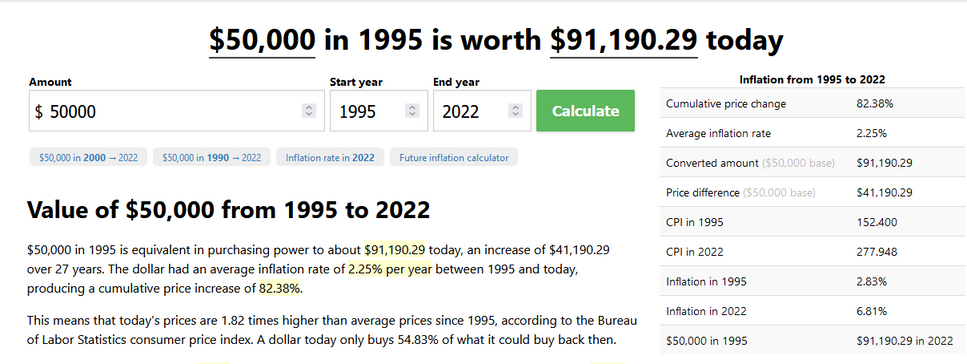 $50,000 in 1995 is worth $91,190.29 today
Amount
Start year
End year
$ 50000
1995
2022
Calculate
$50,000 in 2000 → 2022
$50,000 in 1990 → 2022
Inflation rate in 2022
Future inflation calculator
Value of $50,000 from 1995 to 2022
$50,000 in 1995 is equivalent in purchasing power to about $91,190.29 today, an increase of $41,190.29
over 27 years. The dollar had an average inflation rate of 2.25% per year between 1995 and today,
producing a cumulative price increase of 82.38%.
This means that today's prices are 1.82 times higher than average prices since 1995, according to the Bureau
of Labor Statistics consumer price index. A dollar today only buys 54.83% of what it could buy back then.
Inflation from 1995 to 2022
Cumulative price change 82.38%
Average inflation rate 2.25%
Converted amount ($50,000 base) $91,190.29
Price difference ($50,000 base) $41,190.29
CPI in 1995 152.400
CPI in 2022 277.948
Inflation in 1995 2.83%
Inflation in 2022 6.81%
$50,000 in 1995 $91,190.29 in 2022